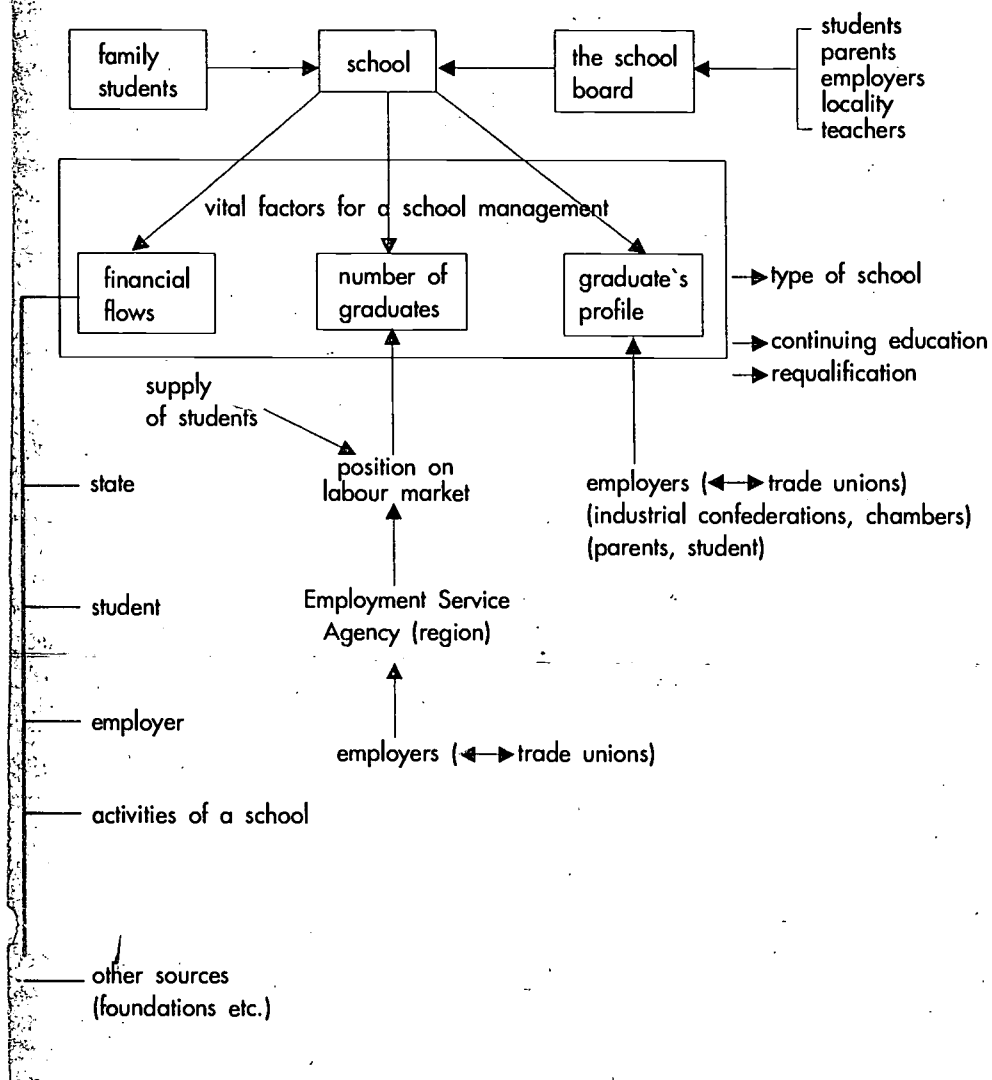 family
students
school
the school
board
students
parents
employers
locality
teachers
vital factors for a school management
financial
flows
number of
graduates
graduate`s
profile
type of school
continuing education
requalification
supply
of students
position on
labour market
employers ( trade unions)
(industrial confederations, chambers)
(parents, student)
state
Employment Service
Agency (region)
student
employer
employers ( trade unions)
activities of a school
other sources
(foundations etc.)